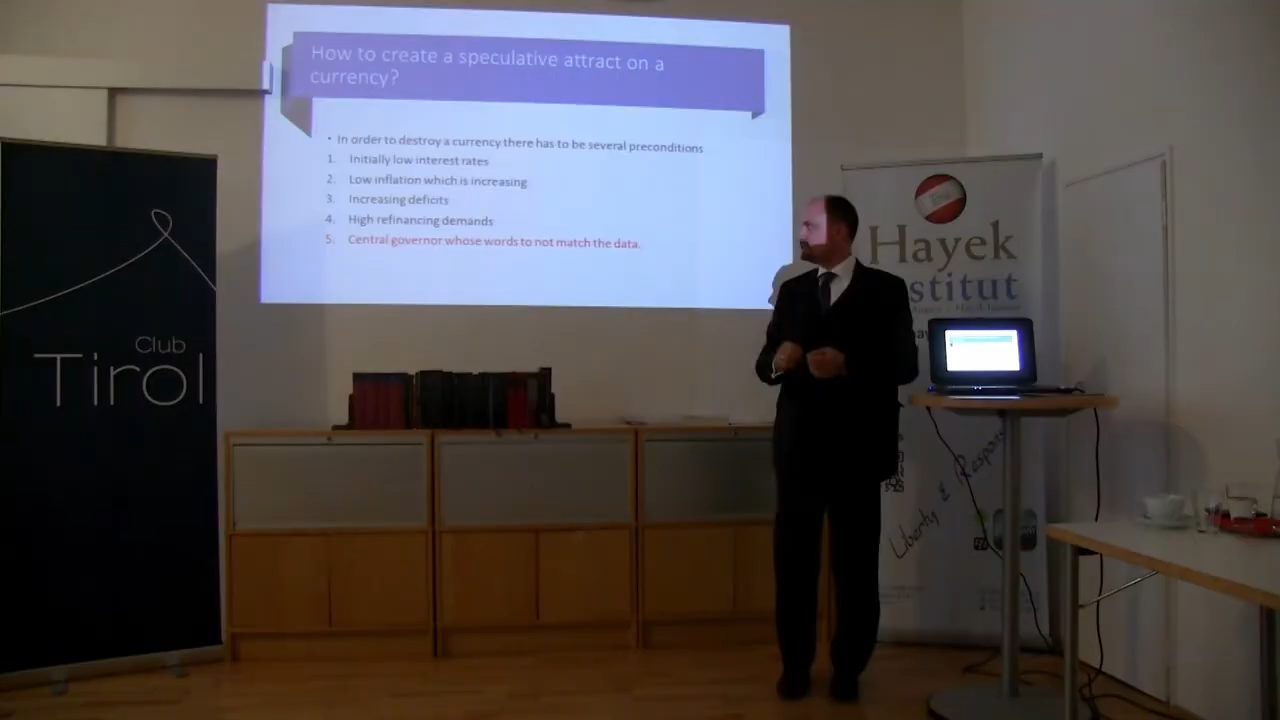 How to create a speculative attract on a
currency?
• In order to destroy a currency there has to be several preconditions
1. Initially low interest rates
2. Low inflation which is increasing
3. Increasing deficits
4. High refinancing demands
5. Central governor whose words to not match the data.
Club
Tirol
Hayek
stitut
Liberty & Respons